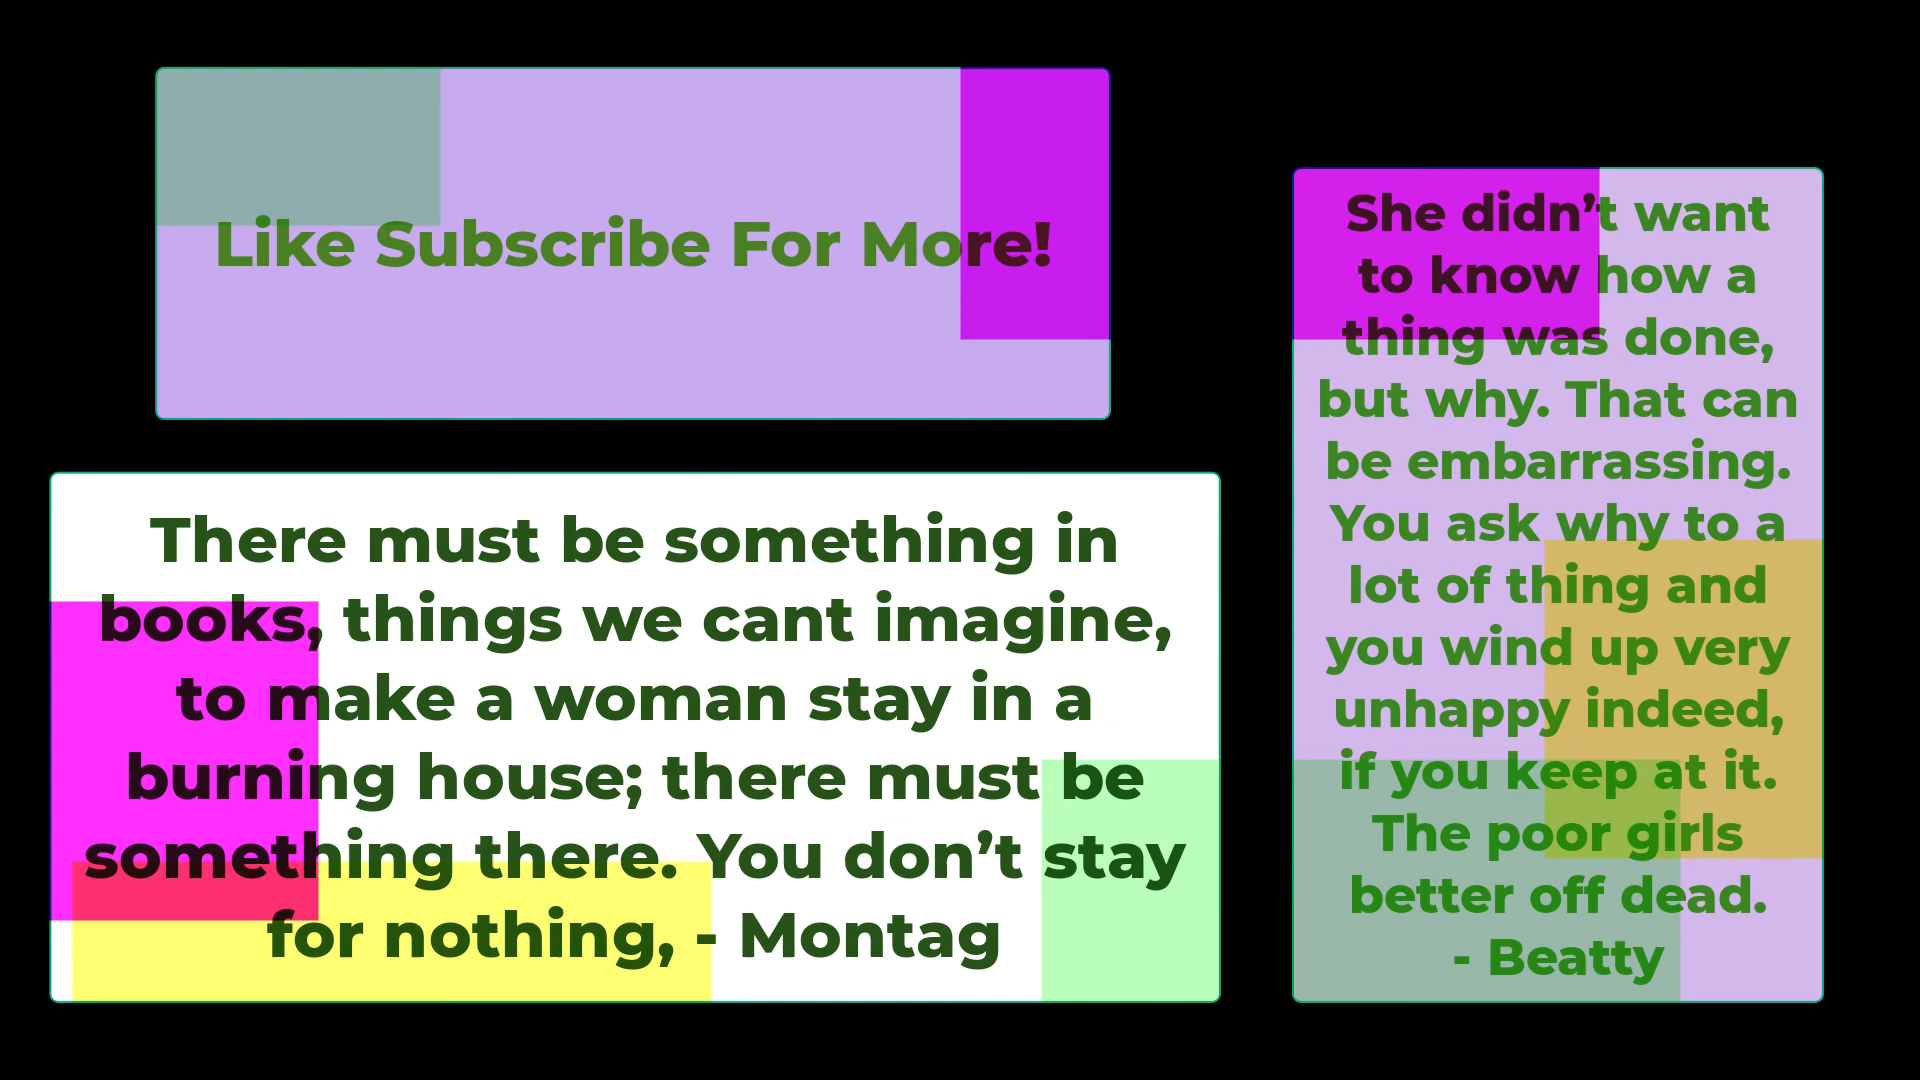 Like Subscribe For More!
There must be something in
books, things we cant imagine,
to make a woman stay in a
burning house; there must be
something there. You don’t stay
for nothing, - Montag
She didn’t want
to know how a
thing was done,
but why. That can
be embarrassing.
You ask why to a
lot of thing and
you wind up very
unhappy indeed,
if you keep at it.
The poor girls
better off dead.
- Beatty